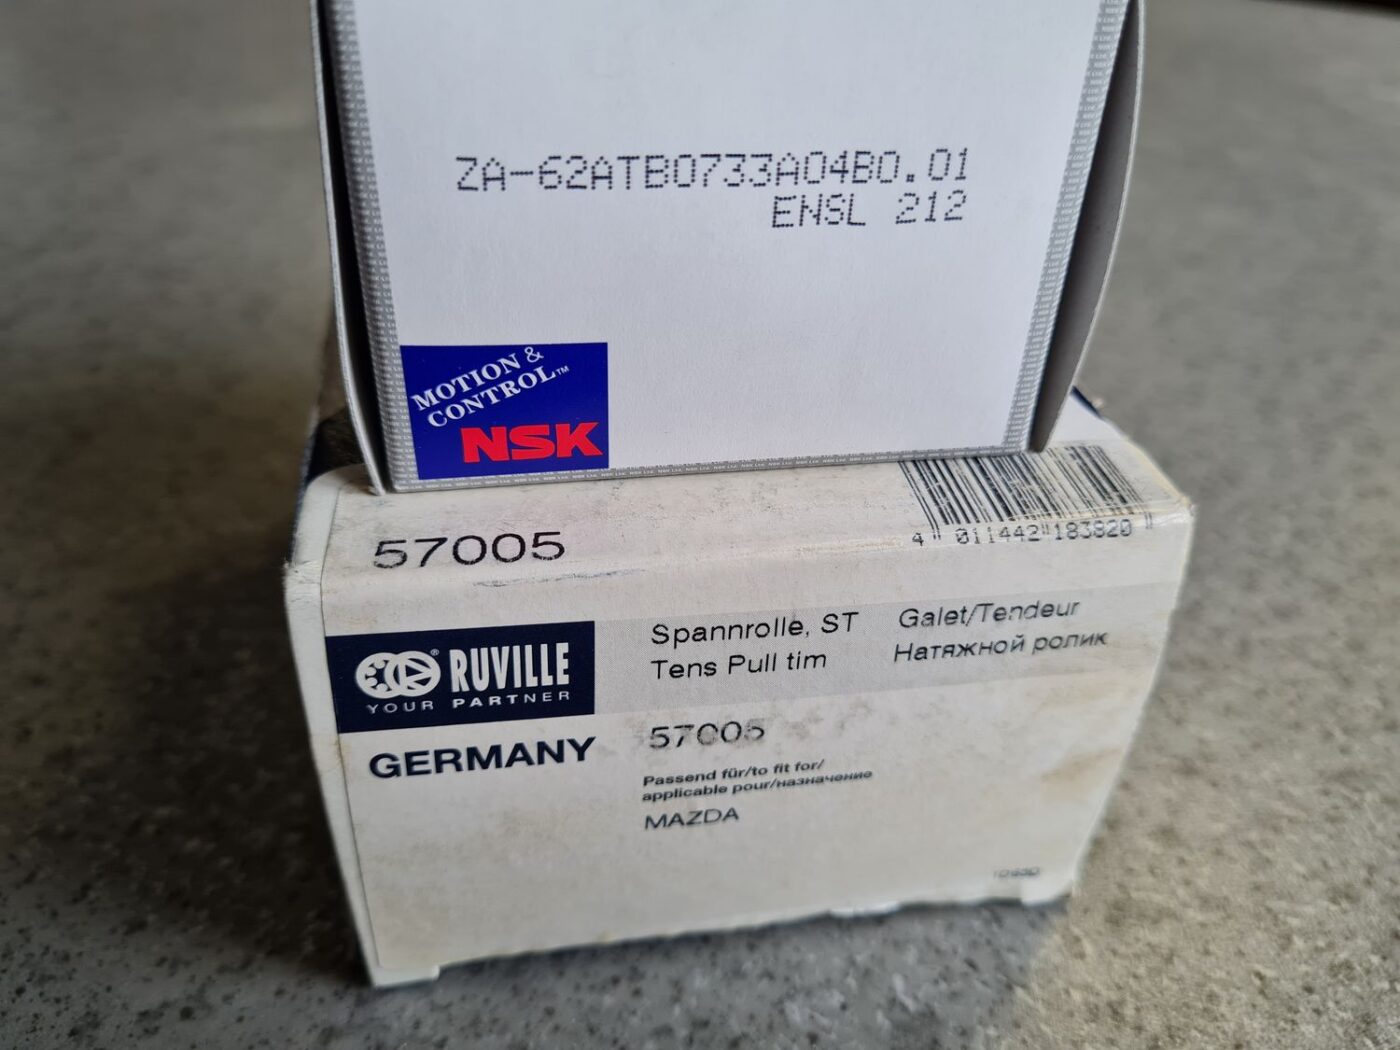 ZA-62ATB0733A04B0.01
ENSL 212
MOTION &
CONTROL™
NSK
57005
4 011442 183820
RUVILLE®
YOUR PARTNER
GERMANY
Spannrolle, ST
Tens Pull tim
Galet/Tendeur
Натяжной ролик
57005
Passend für/to fit for/
applicable pour/назначение
MAZDA